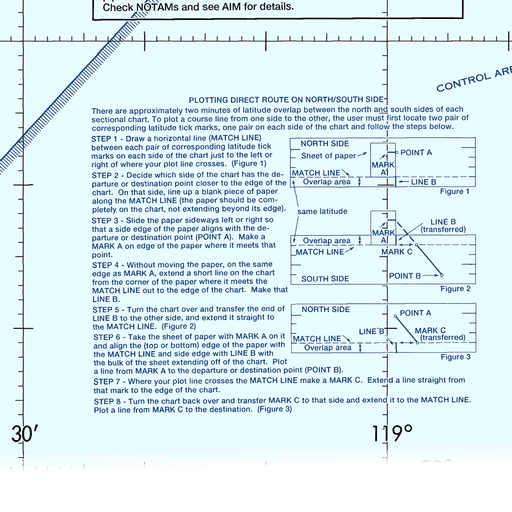 Check NOTAMs and see AIM for details.
CONTROL ARE
PLOTTING DIRECT ROUTE ON NORTH/SOUTH SIDE
There are approximately two minutes of latitude overlap between the north and south sides of each
sectional chart. To plot a course line from one side to the other, the user must first locate two pair of
corresponding latitude tick marks, one pair on each side of the chart and follow the steps below.
STEP 1 - Draw a horizontal line (MATCH LINE)
between each pair of corresponding latitude tick
marks on each side of the chart just to the left or
right of where your plot line crosses. (Figure 1)
STEP 2 - Decide which side of the chart has the de-
parture or destination point closer to the edge of the
chart. On that side, line up a blank piece of paper
along the MATCH LINE (the paper should be com-
pletely on the chart, not extending beyond its edge).
STEP 3 - Slide the paper sideways left or right so
that a side edge of the paper aligns with the de-
parture or destination point (POINT A). Make a
MARK A on edge of the paper where it meets that
point.
STEP 4 - Without moving the paper, on the same
edge as MARK A, extend a short line on the chart
from the corner of the paper where it meets the
MATCH LINE out to the edge of the chart. Make that
LINE B.
STEP 5 - Turn the chart over and transfer the end of
LINE B to the other side, and extend it straight to
the MATCH LINE. (Figure 2)
STEP 6 - Take the sheet of paper with MARK A on it
and align the (top or bottom) edge of the paper with
the MATCH LINE and side edge with LINE B with
the bulk of the sheet extending off of the chart. Plot
a line from MARK A to the departure or destination point (POINT B).
STEP 7 - Where your plot line crosses the MATCH LINE make a MARK C. Extend a line straight from
that mark to the edge of the chart.
STEP 8 - Turn the chart back over and transfer MARK C to that side and extend it to the MATCH LINE.
Plot a line from MARK C to the destination. (Figure 3)
NORTH SIDE
Sheet of paper
POINT A
MARK
A
MATCH LINE
Overlap area
LINE B
Figure 1
same latitude
LINE B
(transferred)
MARK
A
Overlap area
MATCH LINE
MARK C
POINT B
SOUTH SIDE
Figure 2
NORTH SIDE
POINT A
LINE B
MARK C
(transferred)
MATCH LINE
Overlap area
Figure 3
30′
119°